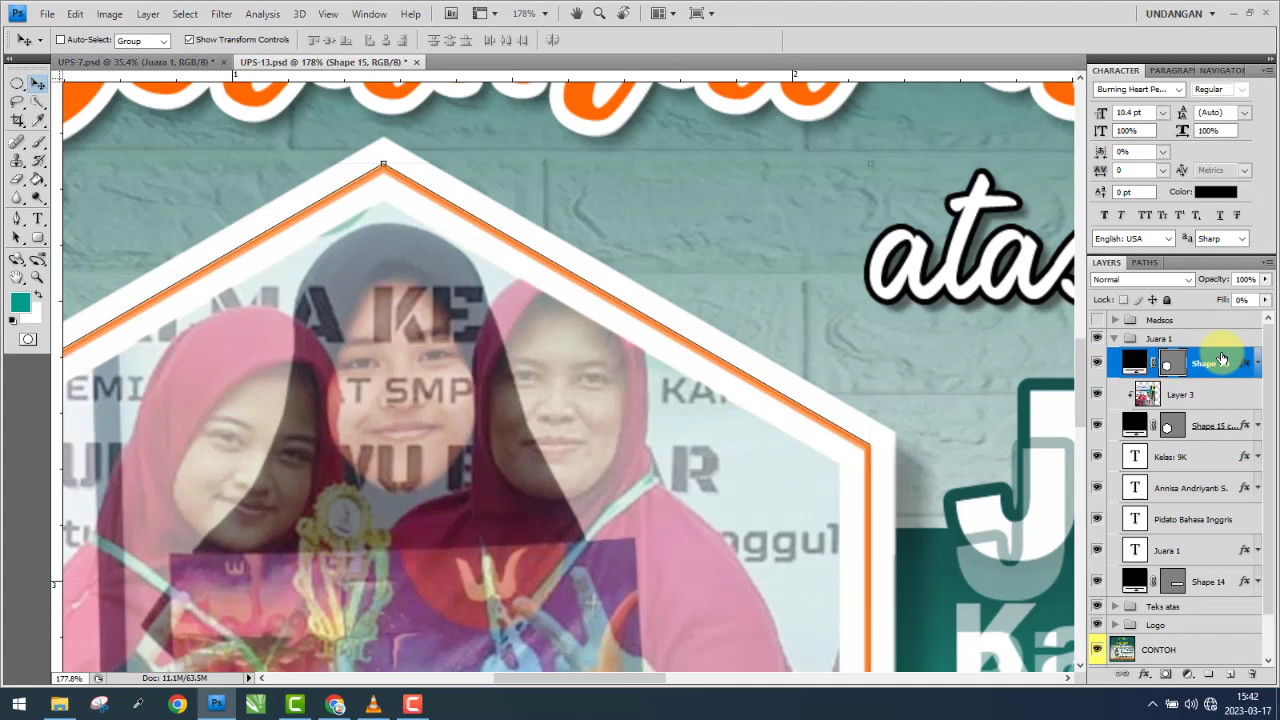 Ps
File Edit Image Layer Select Filter Analysis 3D View Window Help
Br
178%
UNDANGAN
Auto-Select: Group Show Transform Controls
UPS-7.psd @ 35.4% (Juara 1, RGB/8) *
UPS-13.psd @ 178% (Shape 15, RGB/8) *
1
2
3
atas
J
CHARACTER
PARAGRAPH
NAVIGATOR
Burning Heart Pe...
Regular
10.4 pt
(Auto)
100%
100%
0%
0
Metrics
0 pt
Color:
English: USA
Sharp
LAYERS
PATHS
Normal
Opacity: 100%
Lock:
Fill: 0%
Medsos
Juara 1
Shape
Layer 3
Shape 15 c...
Kelas: 9K
Annisa Andriyanti S.
Pidato Bahasa Inggris
Juara 1
Shape 14
Teks atas
Logo
CONTOH
177.8%
Doc: 11.1M/63.5M
15:42
2023-03-17